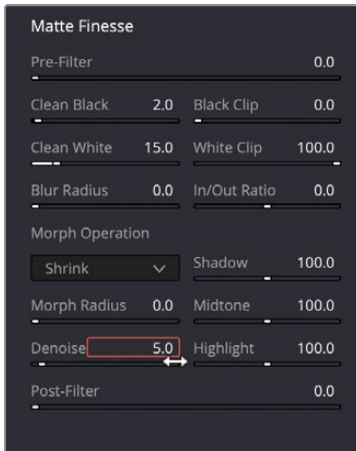 Matte Finesse
Pre-Filter 0.0
Clean Black 2.0 Black Clip 0.0
Clean White 15.0 White Clip 100.0
Blur Radius 0.0 In/Out Ratio 0.0
Morph Operation
Shrink Shadow 100.0
Morph Radius 0.0 Midtone 100.0
Denoise 5.0 Highlight 100.0
Post-Filter 0.0